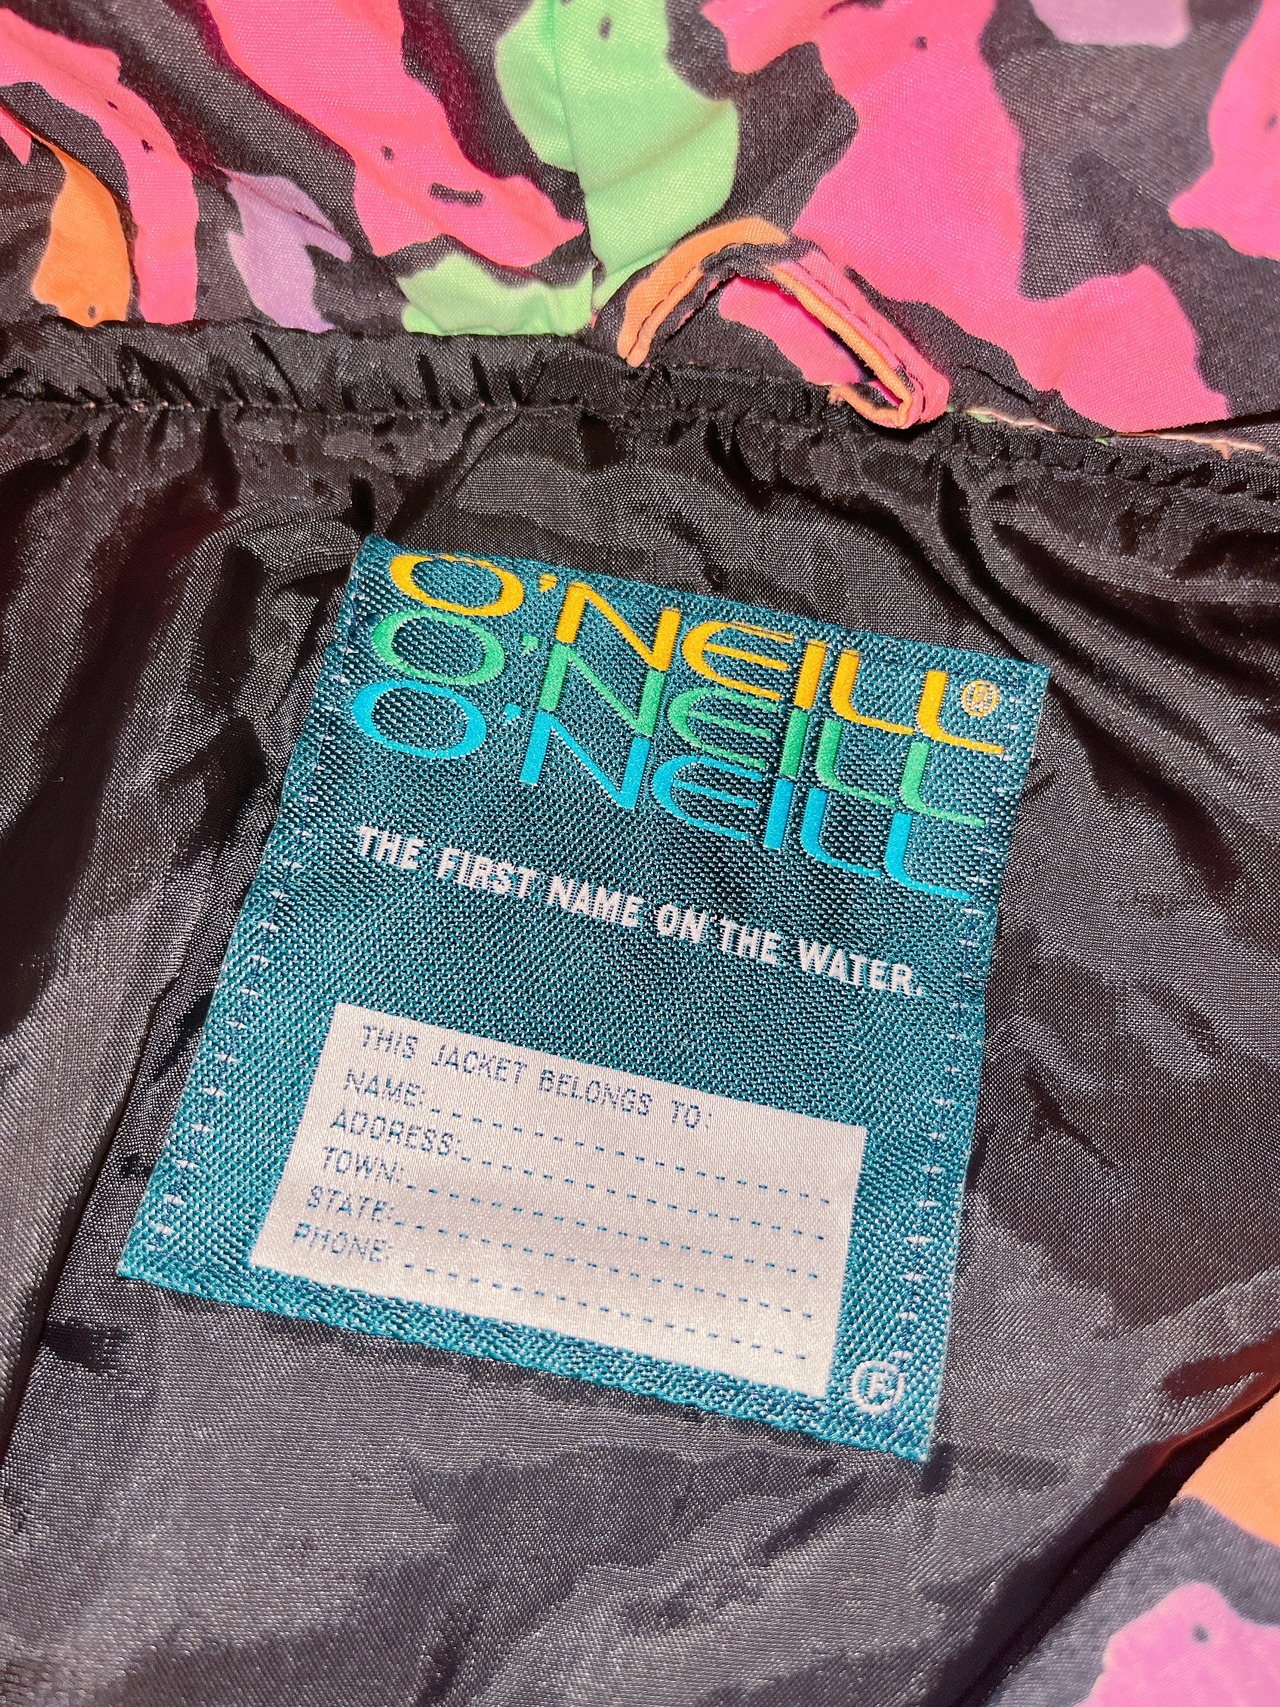 O'NEILL®
O'NEILL
O'NEILL
THE FIRST NAME ON THE WATER.
THIS JACKET BELONGS TO:
NAME:
ADDRESS:
TOWN:
STATE:
PHONE:
Ⓕ